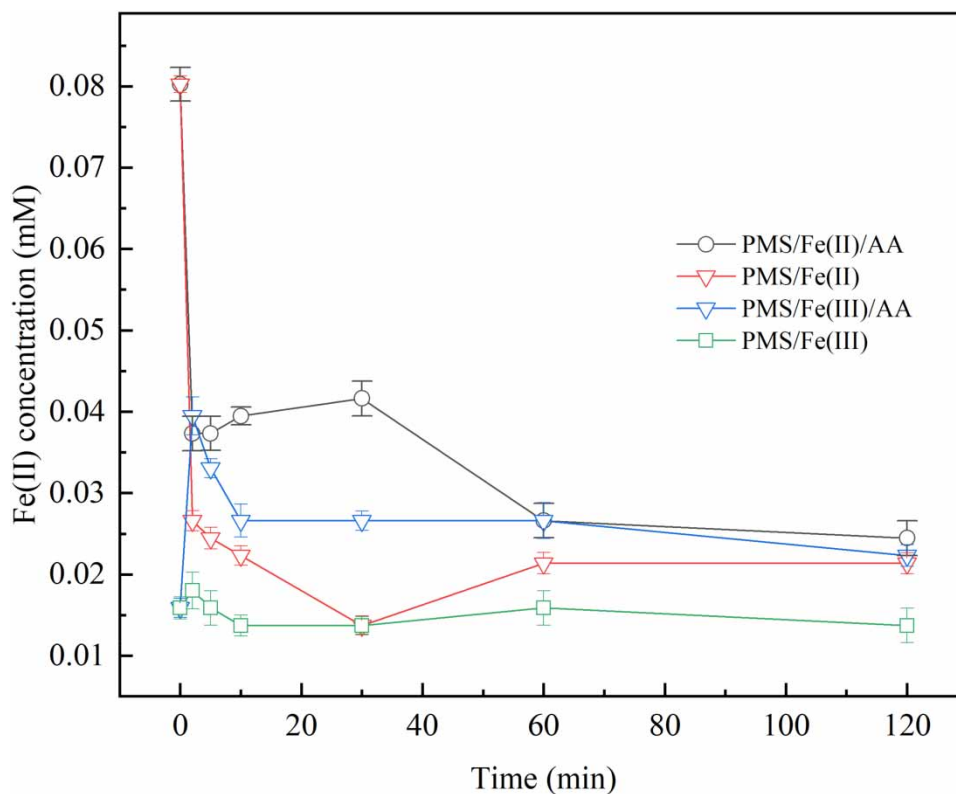 Fe(II) concentration (mM)
0.08
0.07
0.06
0.05
0.04
0.03
0.02
0.01
PMS/Fe(II)/AA
PMS/Fe(II)
PMS/Fe(III)/AA
PMS/Fe(III)
0 20 40 60 80 100 120
Time (min)